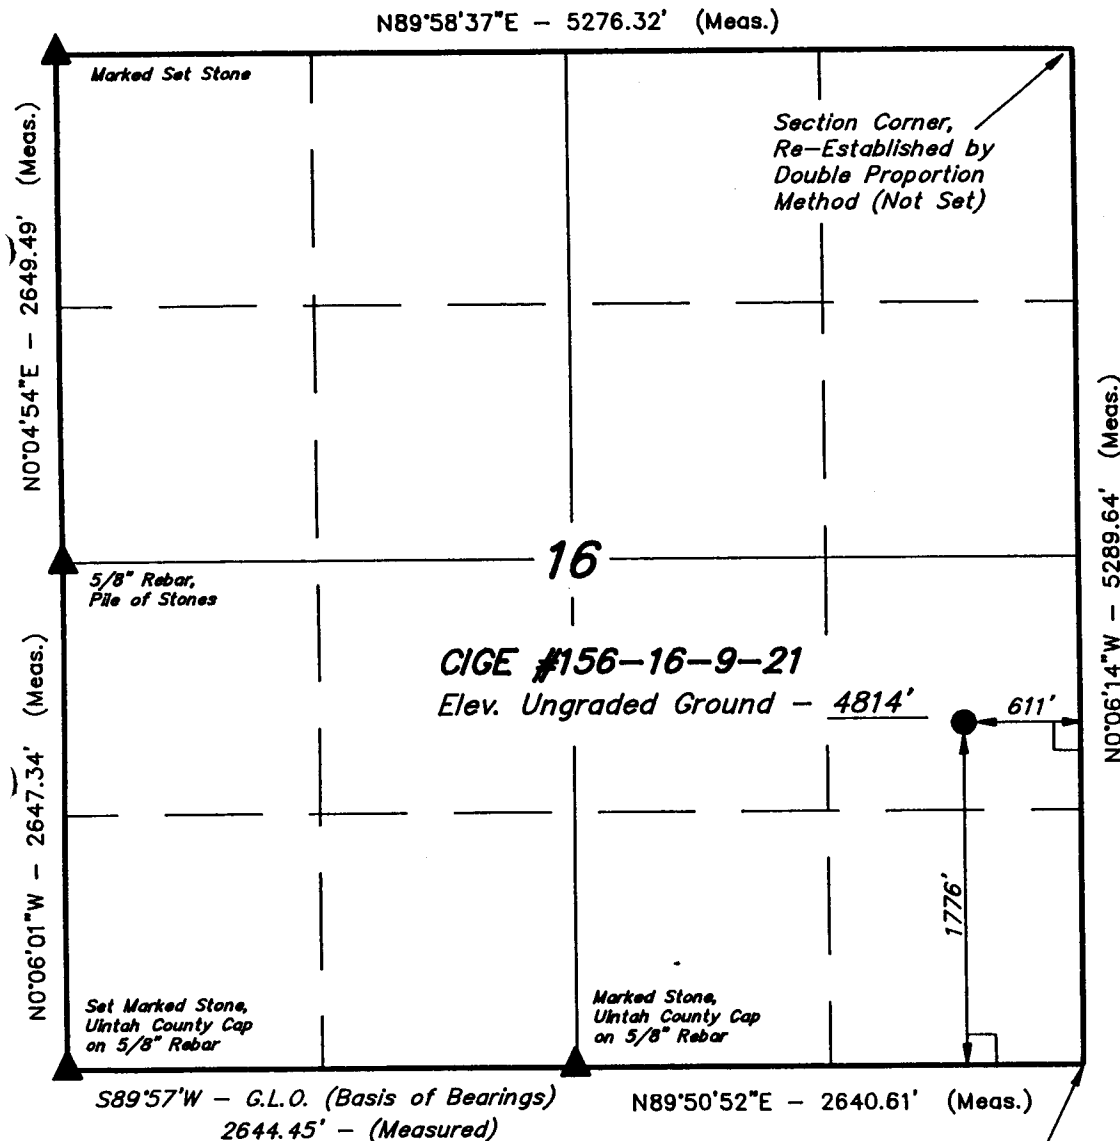 N89°58'37"E – 5276.32' (Meas.)
Marked Set Stone
Section Corner,
Re-Established by
Double Proportion
Method (Not Set)
N0°04'54"E – 2649.49' (Meas.)
N0°06'14"W – 5289.64' (Meas.)
16
5/8" Rebar,
Pile of Stones
CIGE #156-16-9-21
Elev. Ungraded Ground – 4814'
611'
N0°06'01"W – 2647.34' (Meas.)
1776'
Set Marked Stone,
Uintah County Cap
on 5/8" Rebar
Marked Stone,
Uintah County Cap
on 5/8" Rebar
S89°57'W – G.L.O. (Basis of Bearings)
2644.45' – (Measured)
N89°50'52"E – 2640.61' (Meas.)